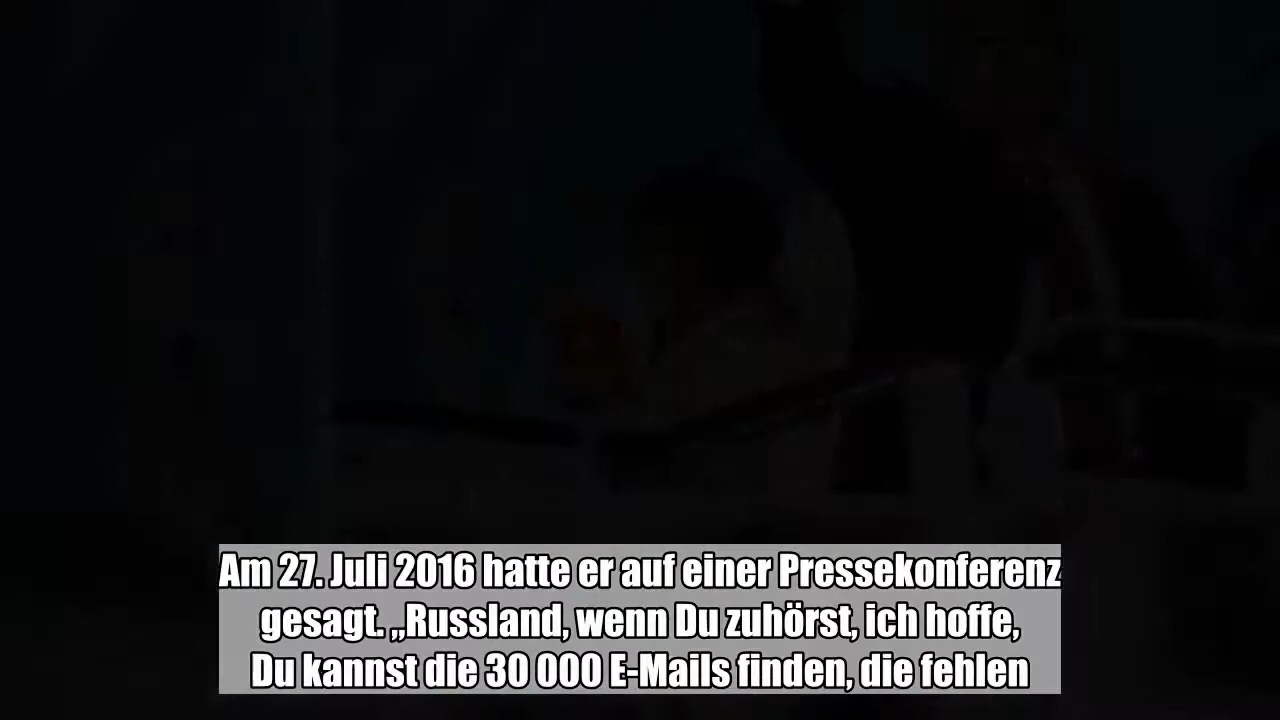 Am 27. Juli 2016 hatte er auf einer Pressekonferenz
gesagt. „Russland, wenn Du zuhörst, ich hoffe,
Du kannst die 30 000 E-Mails finden, die fehlen